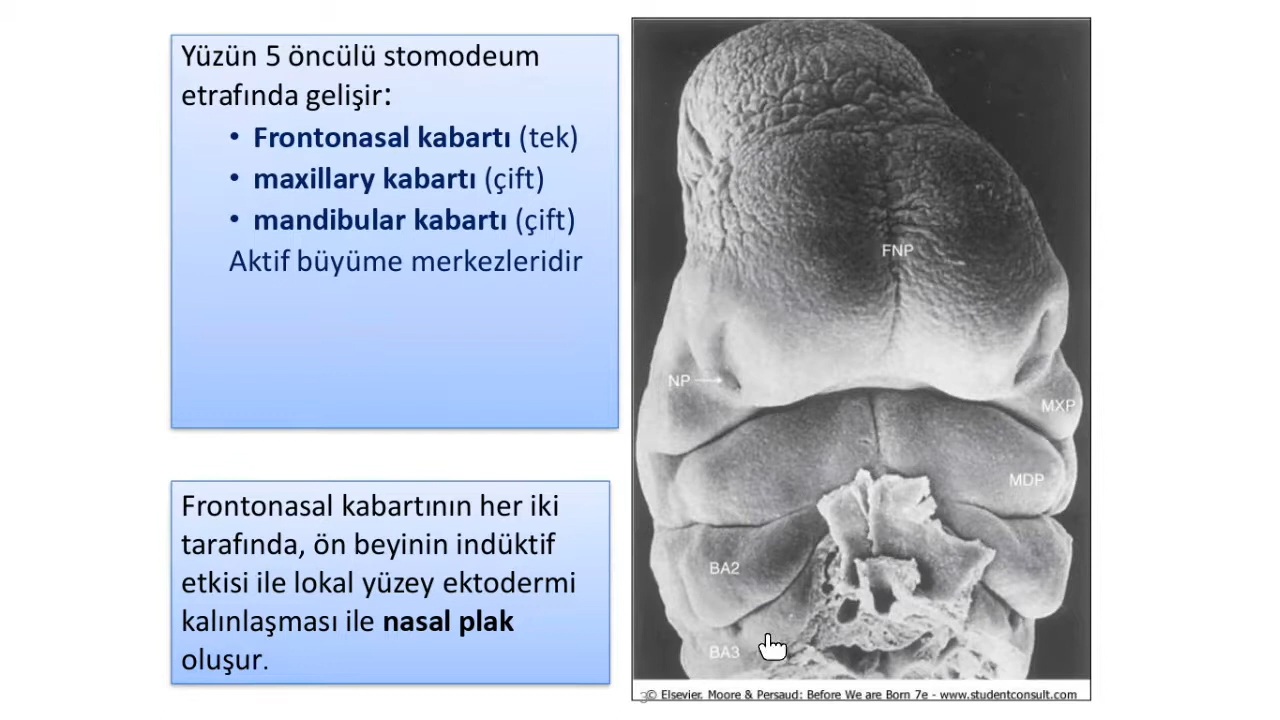 Yüzün 5 öncülü stomodeum
etrafında gelişir:
• Frontonasal kabartı (tek)
• maxillary kabartı (çift)
• mandibular kabartı (çift)
Aktif büyüme merkezleridir
Frontonasal kabartının her iki
tarafında, ön beyinin indüktif
etkisi ile lokal yüzey ektodermi
kalınlaşması ile nasal plak
oluşur.
FNP
NP
MXP
MDP
BA2
BA3
© Elsevier. Moore & Persaud: Before We are Born 7e - www.studentconsult.com